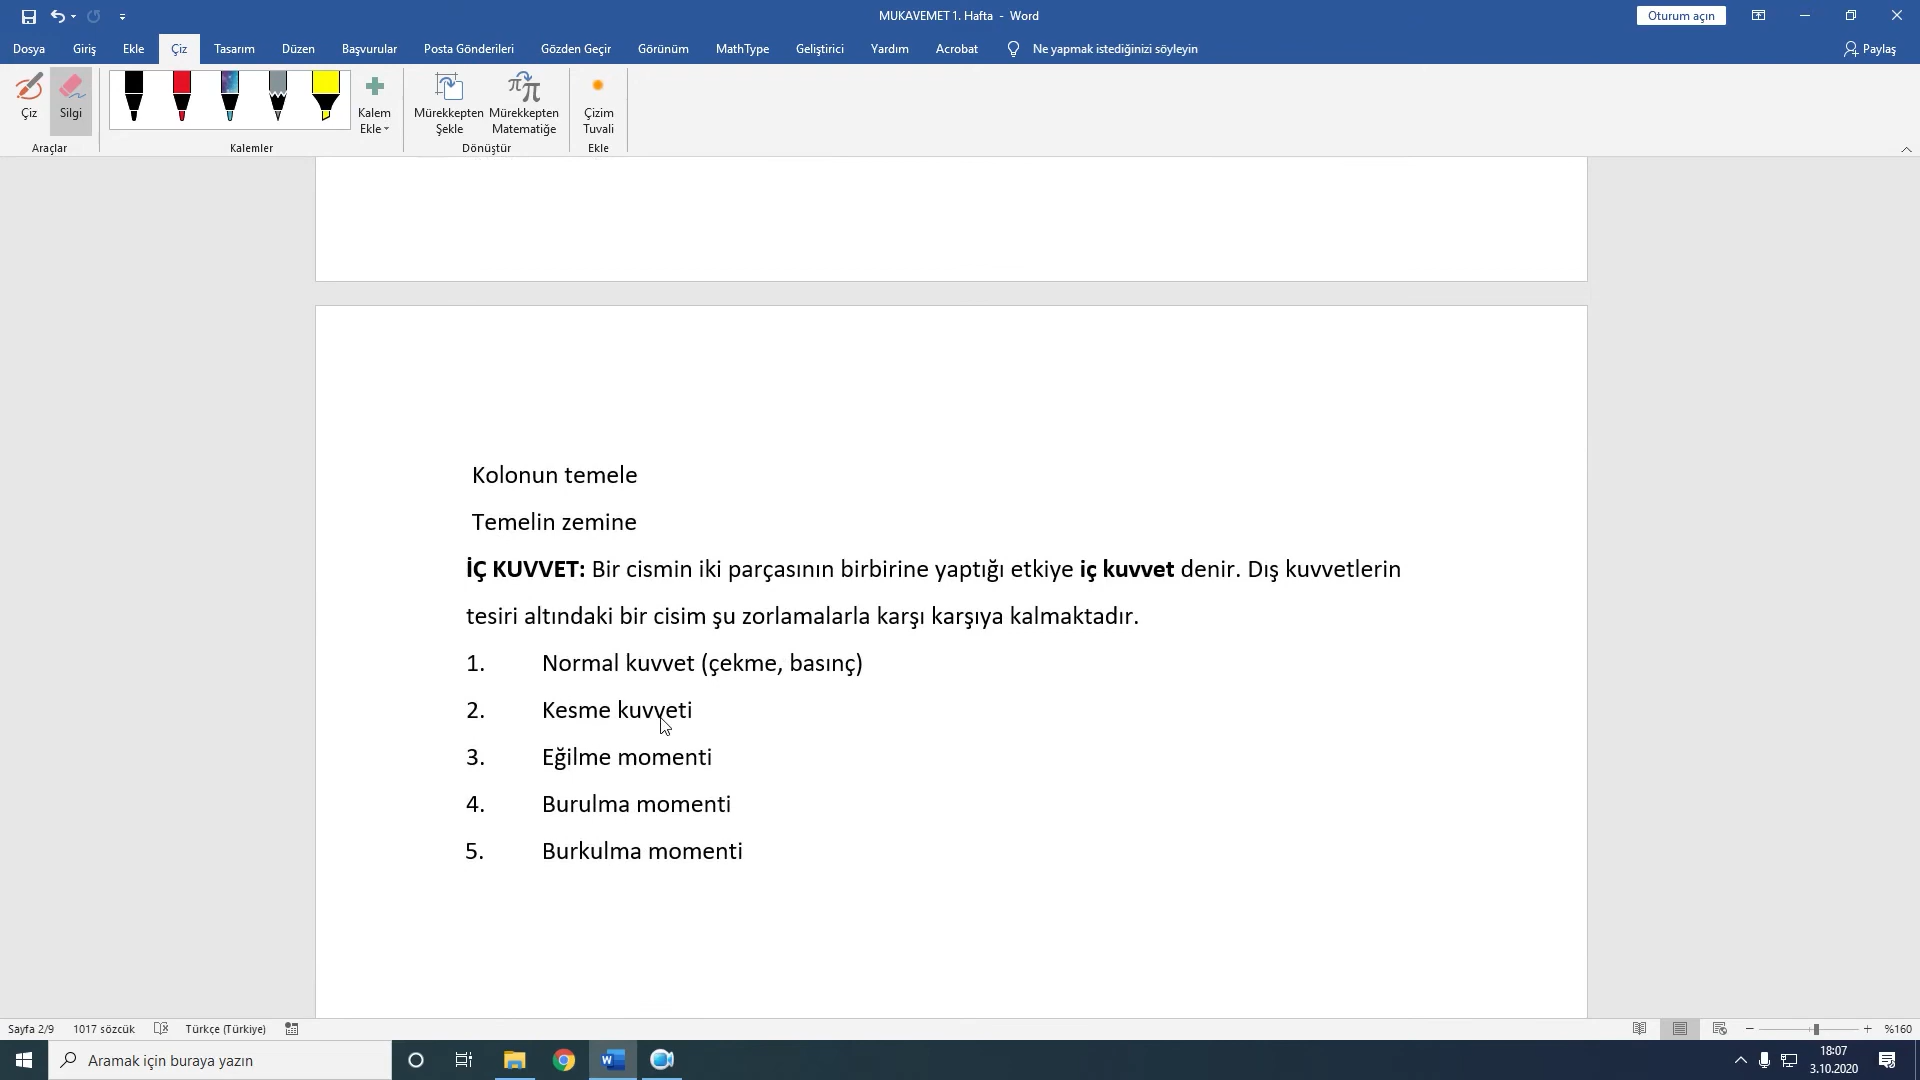 MUKAVEMET 1. Hafta - Word
Oturum açın
Dosya Giriş Ekle Çiz Tasarım Düzen Başvurular Posta Gönderileri Gözden Geçir Görünüm MathType Geliştirici Yardım Acrobat Ne yapmak istediğinizi söyleyin Paylaş
Çiz Silgi Kalem Ekle Mürekkepten Şekle Mürekkepten Matematiğe Çizim Tuvali
Araçlar Kalemler Dönüştür Ekle
Kolonun temele
Temelin zemine
İÇ KUVVET: Bir cismin iki parçasının birbirine yaptığı etkiye iç kuvvet denir. Dış kuvvetlerin
tesiri altındaki bir cisim şu zorlamalarla karşı karşıya kalmaktadır.
1. Normal kuvvet (çekme, basınç)
2. Kesme kuvveti
3. Eğilme momenti
4. Burulma momenti
5. Burkulma momenti
Sayfa 2/9 1017 sözcük Türkçe (Türkiye) %160
Aramak için buraya yazın
18:07
3.10.2020